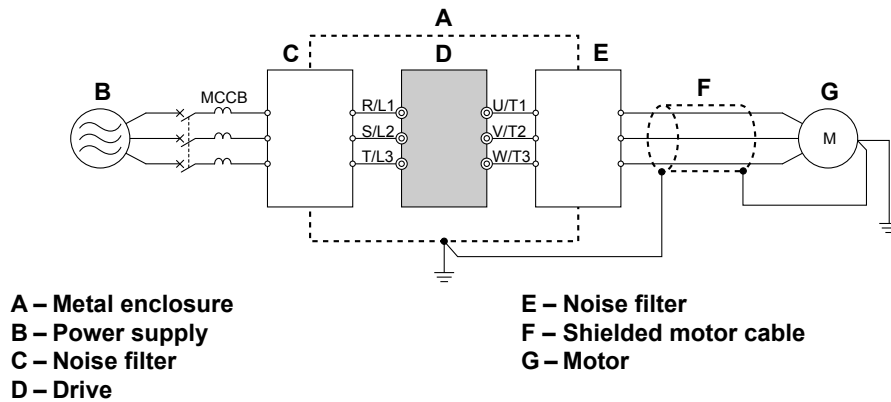 A
C
D
E
B
MCCB
F
G
R/L1
U/T1
S/L2
V/T2
M
T/L3
W/T3
A – Metal enclosure
B – Power supply
C – Noise filter
D – Drive
E – Noise filter
F – Shielded motor cable
G – Motor